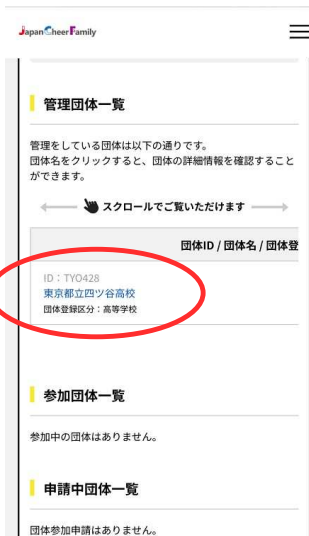 Japan Cheer Family
管理団体一覧
管理をしている団体は以下の通りです。
団体名をクリックすると、団体の詳細情報を確認すること
ができます。
スクロールでご覧いただけます
団体ID / 団体名 / 団体登
ID：TYO428
東京都立四ツ谷高校
団体登録区分：高等学校
参加団体一覧
参加中の団体はありません。
申請中団体一覧
団体参加申請はありません。